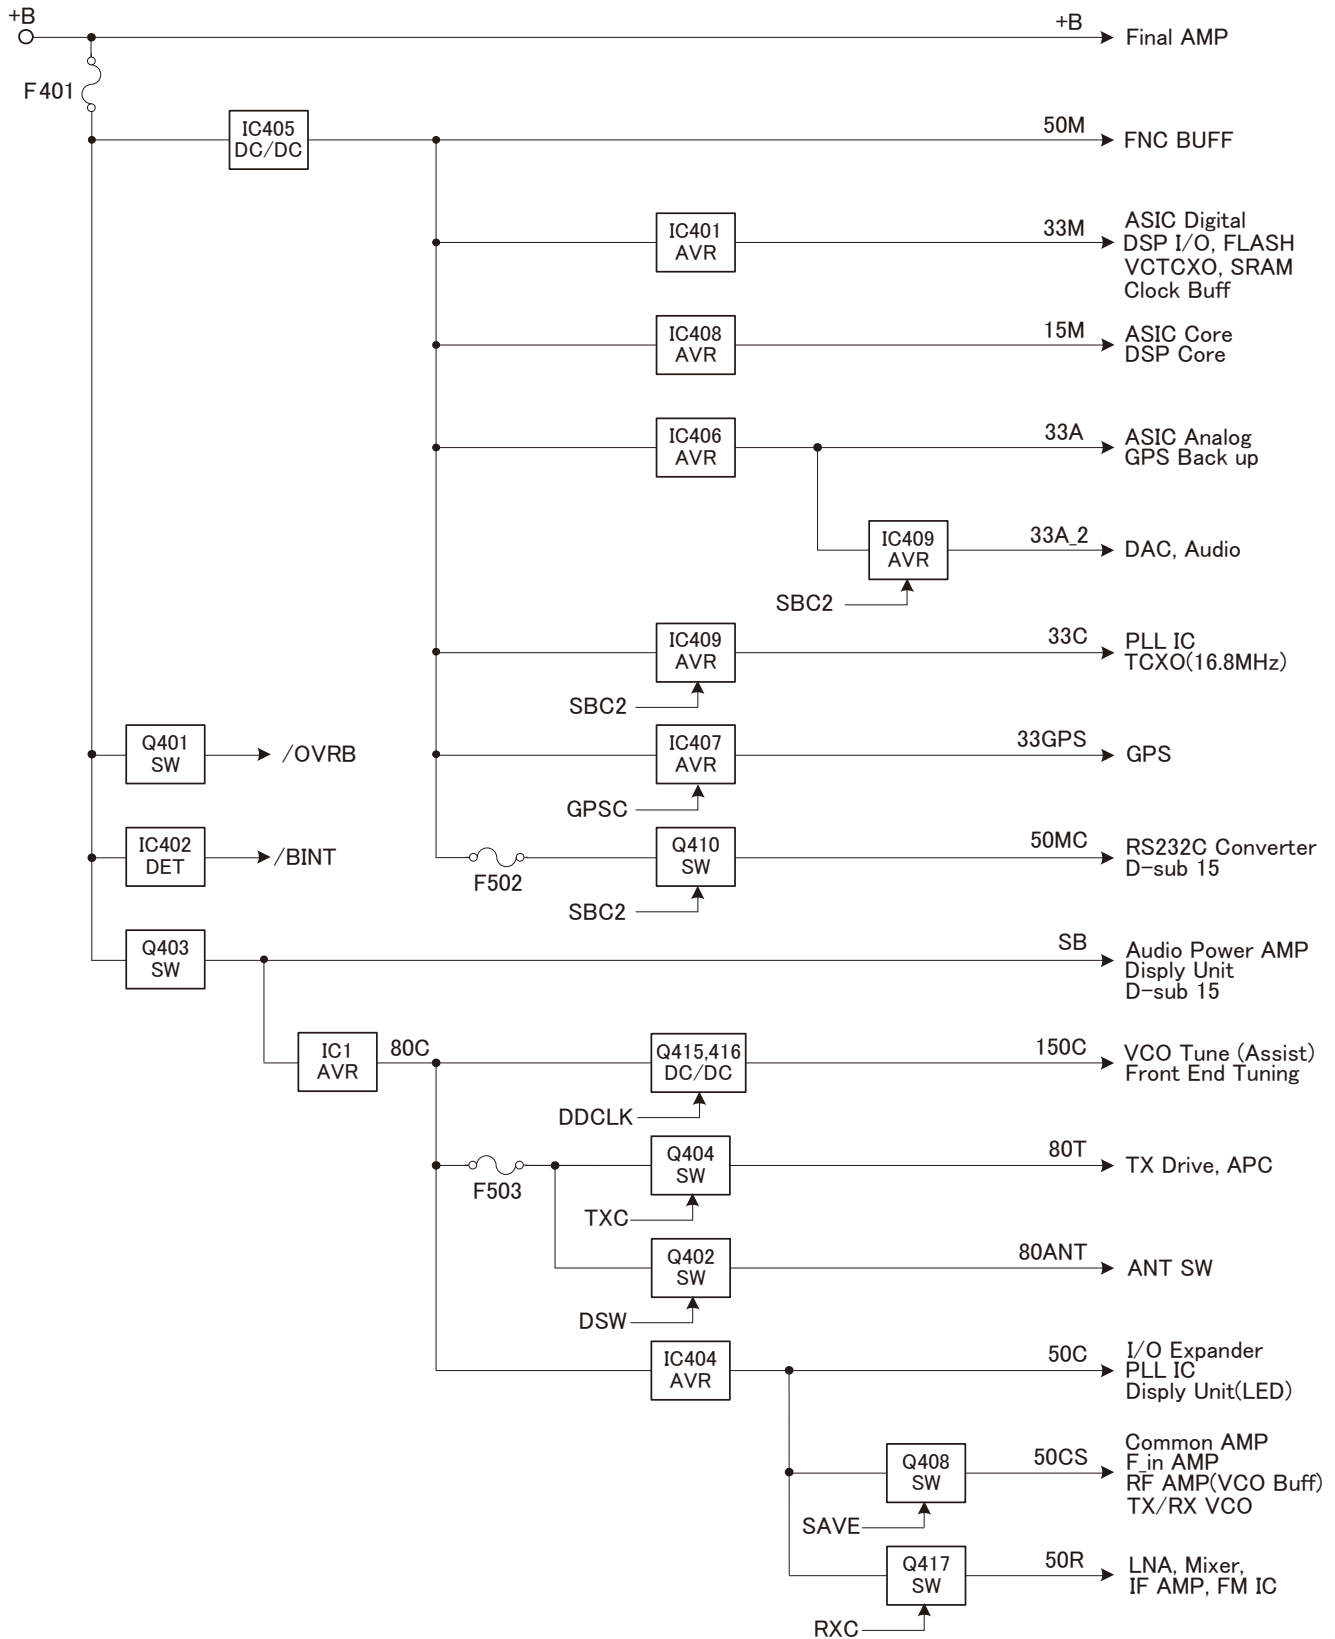 +B
+B
Final AMP
F401
IC405
DC/DC
50M
FNC BUFF
IC401
AVR
33M
ASIC Digital
DSP I/O, FLASH
VCTCXO, SRAM
Clock Buff
IC408
AVR
15M
ASIC Core
DSP Core
IC406
AVR
33A
ASIC Analog
GPS Back up
IC409
AVR
33A_2
DAC, Audio
SBC2
IC409
AVR
33C
PLL IC
TCXO(16.8MHz)
SBC2
Q401
SW
/OVRB
IC407
AVR
33GPS
GPS
GPSC
IC402
DET
/BINT
F502
Q410
SW
50MC
RS232C Converter
D-sub 15
SBC2
Q403
SW
SB
Audio Power AMP
Disply Unit
D-sub 15
IC1
AVR
80C
Q415,416
DC/DC
150C
VCO Tune (Assist)
Front End Tuning
DDCLK
F503
Q404
SW
80T
TX Drive, APC
TXC
Q402
SW
80ANT
ANT SW
DSW
IC404
AVR
50C
I/O Expander
PLL IC
Disply Unit(LED)
Q408
SW
50CS
Common AMP
F_in AMP
RF AMP(VCO Buff)
TX/RX VCO
SAVE
Q417
SW
50R
LNA, Mixer,
IF AMP, FM IC
RXC